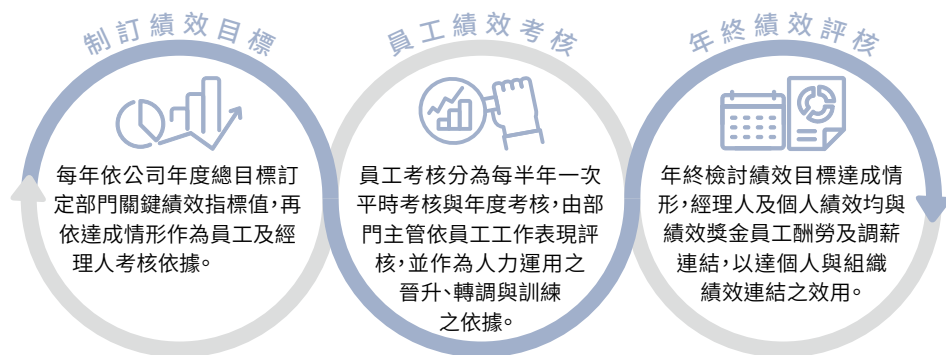 制訂績效目標
每年依公司年度總目標訂
定部門關鍵績效指標值，再
依達成情形作為員工及經
理人考核依據。
員工績效考核
員工考核分為每半年一次
平時考核與年度考核，由部
門主管依員工工作表現評
核，並作為人力運用之
晉升、轉調與訓練
之依據。
年終績效評核
年終檢討績效目標達成情
形，經理人及個人績效均與
績效獎金員工酬勞及調薪
連結，以達個人與組織
績效連結之效用。